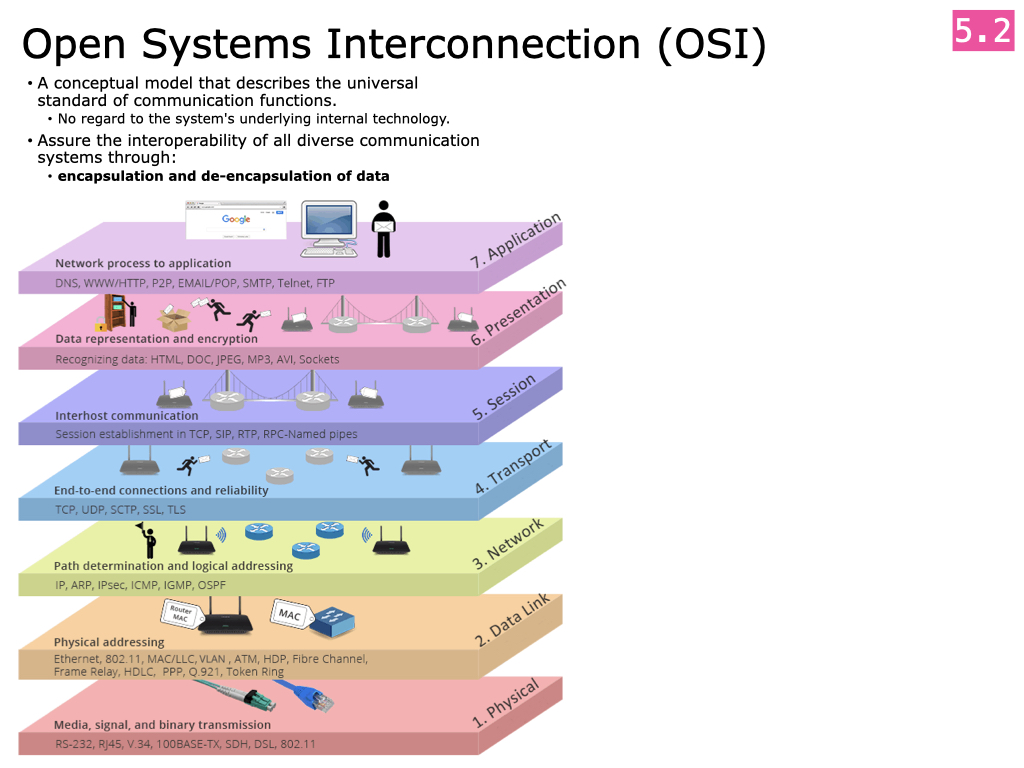 Open Systems Interconnection (OSI)
5.2
• A conceptual model that describes the universal
standard of communication functions.
• No regard to the system's underlying internal technology.
• Assure the interoperability of all diverse communication
systems through:
• encapsulation and de-encapsulation of data
Google
7. Application
Network process to application
DNS, WWW/HTTP, P2P, EMAIL/POP, SMTP, Telnet, FTP
6. Presentation
Data representation and encryption
Recognizing data: HTML, DOC, JPEG, MP3, AVI, Sockets
5. Session
Interhost communication
Session establishment in TCP, SIP, RTP, RPC-Named pipes
4. Transport
End-to-end connections and reliability
TCP, UDP, SCTP, SSL, TLS
3. Network
Path determination and logical addressing
IP, ARP, IPsec, ICMP, IGMP, OSPF
2. Data Link
Router
MAC
MAC
Physical addressing
Ethernet, 802.11, MAC/LLC, VLAN , ATM, HDP, Fibre Channel,
Frame Relay, HDLC, PPP, Q.921, Token Ring
1. Physical
Media, signal, and binary transmission
RS-232, RJ45, V.34, 100BASE-TX, SDH, DSL, 802.11